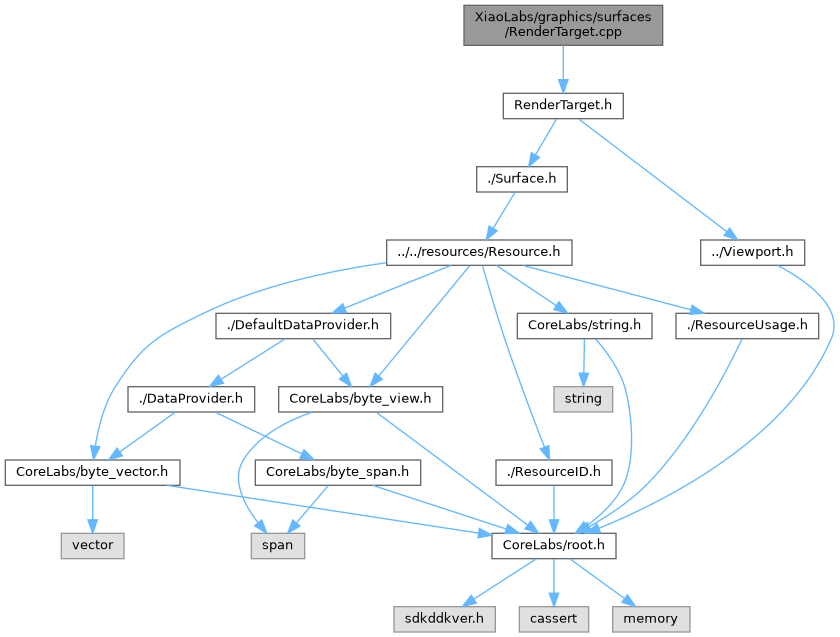 XiaoLabs/graphics/surfaces
/RenderTarget.cpp
RenderTarget.h
./Surface.h
../../resources/Resource.h
../Viewport.h
./DefaultDataProvider.h
CoreLabs/string.h
./ResourceUsage.h
./DataProvider.h
CoreLabs/byte_view.h
string
CoreLabs/byte_vector.h
CoreLabs/byte_span.h
./ResourceID.h
vector
span
CoreLabs/root.h
sdkddkver.h
cassert
memory